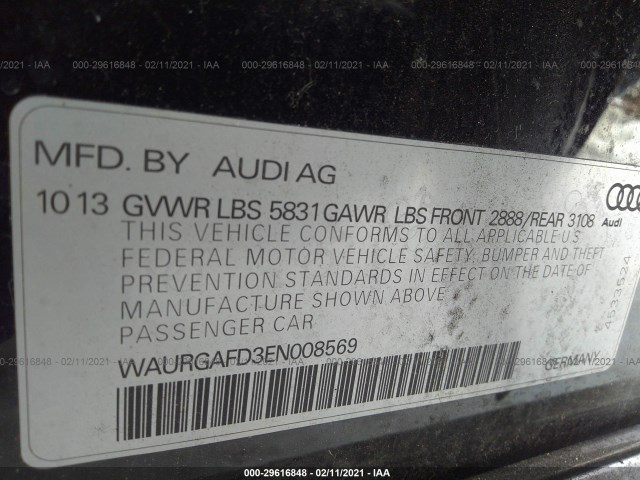 000-29616848 - 02/11/2021 - IAA
MFD. BY AUDI AG
10 13 GVWR LBS 5831 GAWR LBS FRONT 2888/REAR 3108
Audi
THIS VEHICLE CONFORMS TO ALL APPLICABLE U.S
FEDERAL MOTOR VEHICLE SAFETY, BUMPER AND THEFT
PREVENTION STANDARDS IN EFFECT ON THE DATE OF
MANUFACTURE SHOWN ABOVE
PASSENGER CAR
4533524
WAURGAFD3EN008569
GERMANY
000-29616848 - 02/11/2021 - IAA